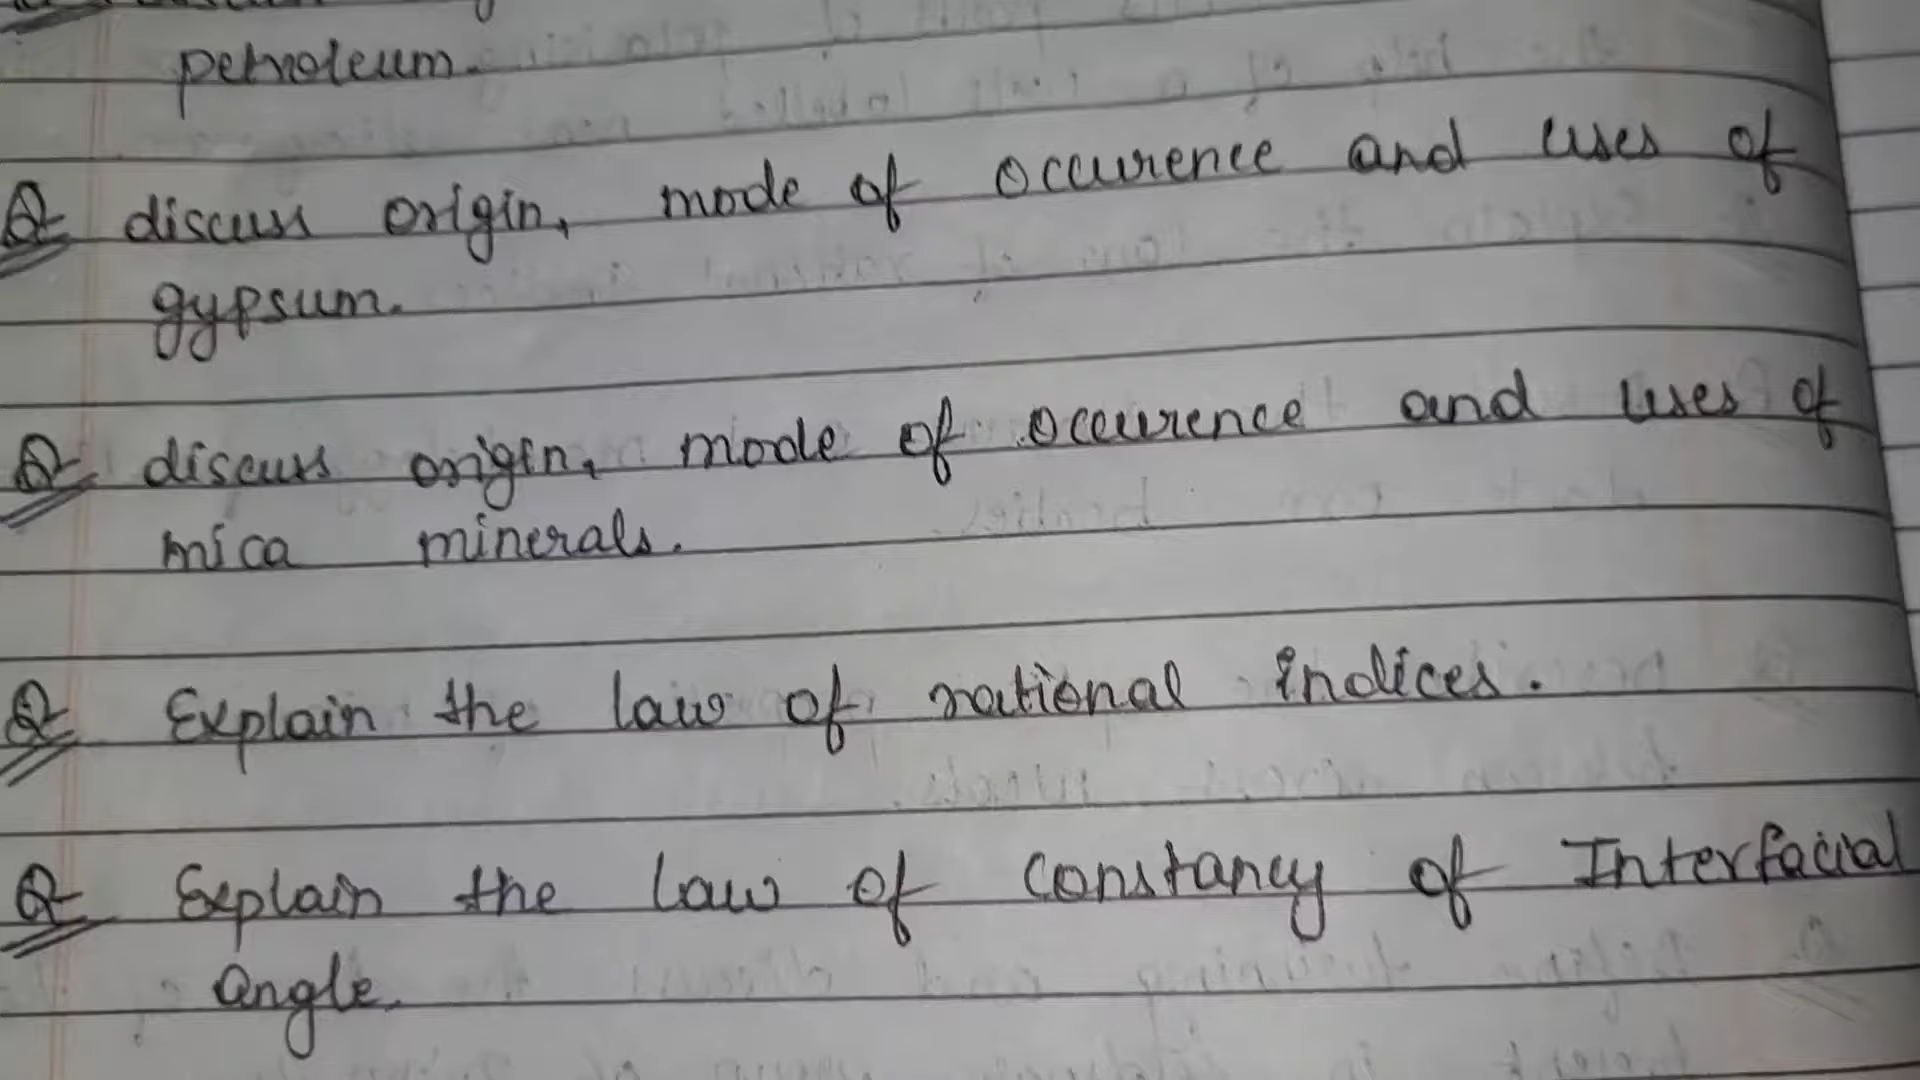 petroleum.
Q discuss origin, mode of occurence and uses of
gypsum.
Q discuss origin, mode of occurence and uses of
mica minerals.
Q Explain the law of rational indices.
Q Explain the law of constancy of Interfacial
angle.